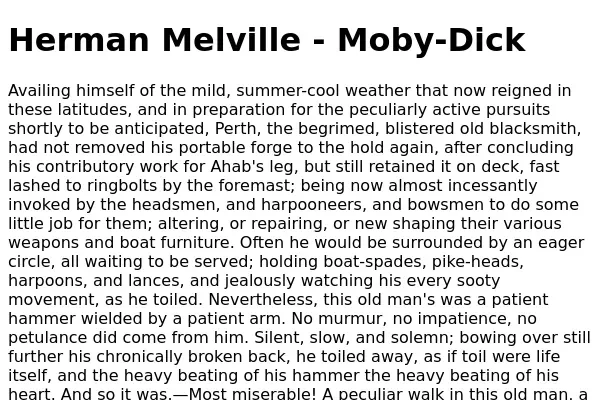 Herman Melville - Moby-Dick
Availing himself of the mild, summer-cool weather that now reigned in
these latitudes, and in preparation for the peculiarly active pursuits
shortly to be anticipated, Perth, the begrimed, blistered old blacksmith,
had not removed his portable forge to the hold again, after concluding
his contributory work for Ahab's leg, but still retained it on deck, fast
lashed to ringbolts by the foremast; being now almost incessantly
invoked by the headsmen, and harpooneers, and bowsmen to do some
little job for them; altering, or repairing, or new shaping their various
weapons and boat furniture. Often he would be surrounded by an eager
circle, all waiting to be served; holding boat-spades, pike-heads,
harpoons, and lances, and jealously watching his every sooty
movement, as he toiled. Nevertheless, this old man's was a patient
hammer wielded by a patient arm. No murmur, no impatience, no
petulance did come from him. Silent, slow, and solemn; bowing over still
further his chronically broken back, he toiled away, as if toil were life
itself, and the heavy beating of his hammer the heavy beating of his
heart. And so it was.—Most miserable! A peculiar walk in this old man, a